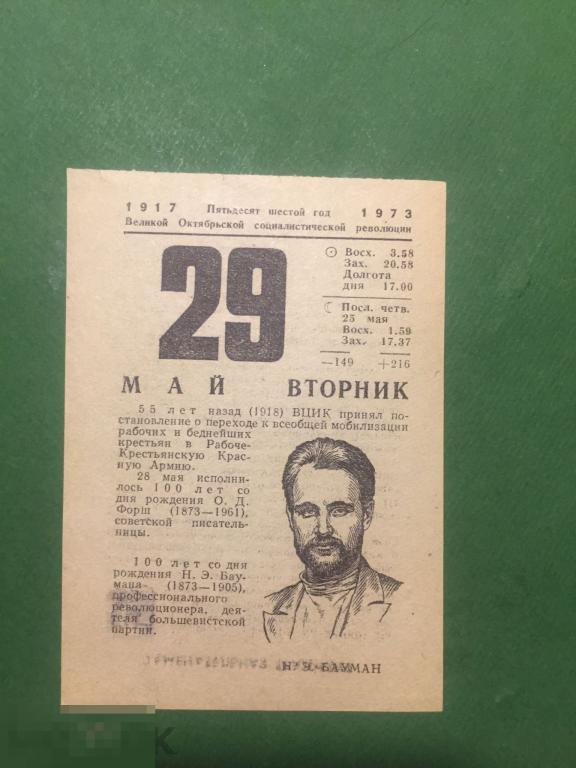 1917 Пятьдесят шестой год 1973
Великой Октябрьской социалистической революции
29
Восх. 3.58
Зах. 20.58
Долгота
дня 17.00
Посл. четв.
25 мая
Восх. 1.59
Зах. 17.37
—149 +216
МАЙ ВТОРНИК
55 лет назад (1918) ВЦИК принял по-
становление о переходе к всеобщей мобилизации
рабочих и беднейших
крестьян в Рабоче-
Крестьянскую Крас-
ную Армию.
28 мая исполни-
лось 100 лет со
дня рождения О. Д.
Форш (1873—1961),
советской писатель-
ницы.
100 лет со дня
рождения Н. Э. Бау-
мана (1873—1905),
профессионального
революционера, дея-
теля большевистской
партии.
Н. Э. БАУМАН